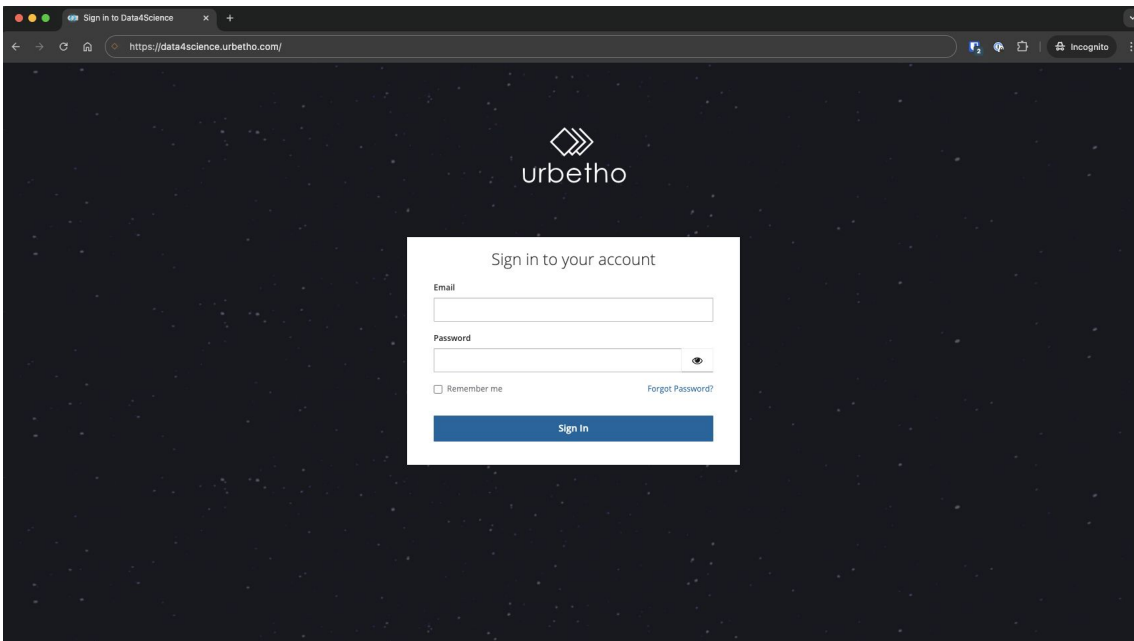 Sign in to Data4Science
https://data4science.urbetho.com/
2
Incognito
urbetho
Sign in to your account
Email
Password
Remember me
Forgot Password?
Sign In